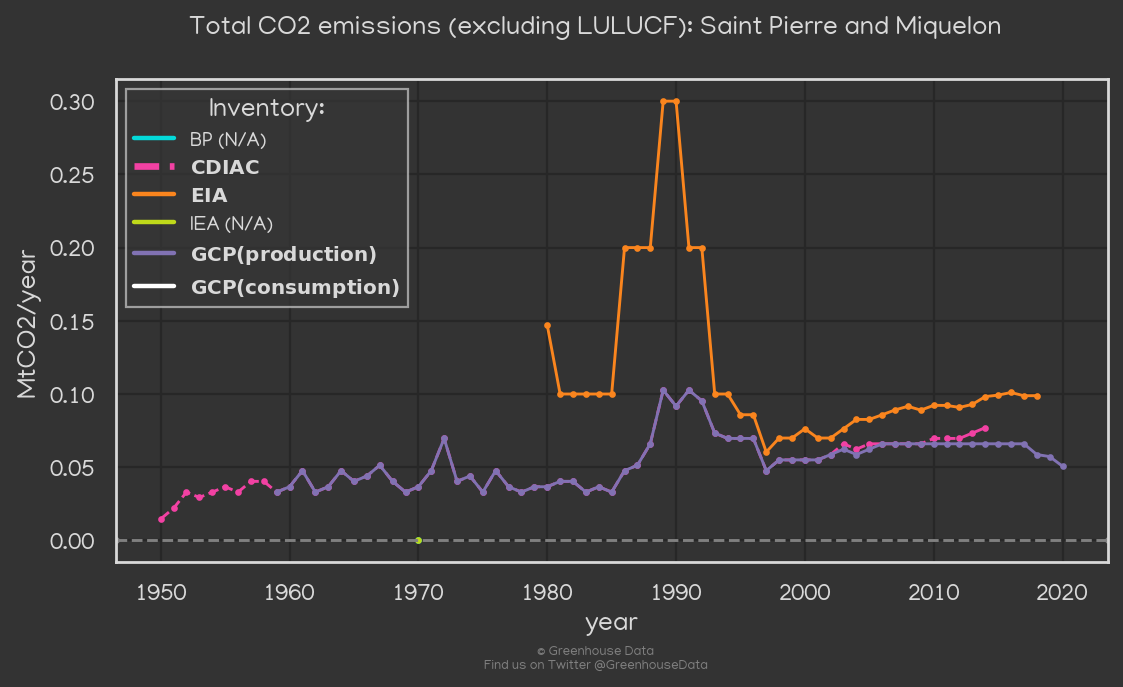 Total CO2 emissions (excluding LULUCF): Saint Pierre and Miquelon
Inventory:
BP (N/A)
CDIAC
EIA
IEA (N/A)
GCP(production)
GCP(consumption)
MtCO2/year
0.30
0.25
0.20
0.15
0.10
0.05
0.00
1950 1960 1970 1980 1990 2000 2010 2020
year
© Greenhouse Data
Find us on Twitter @GreenhouseData